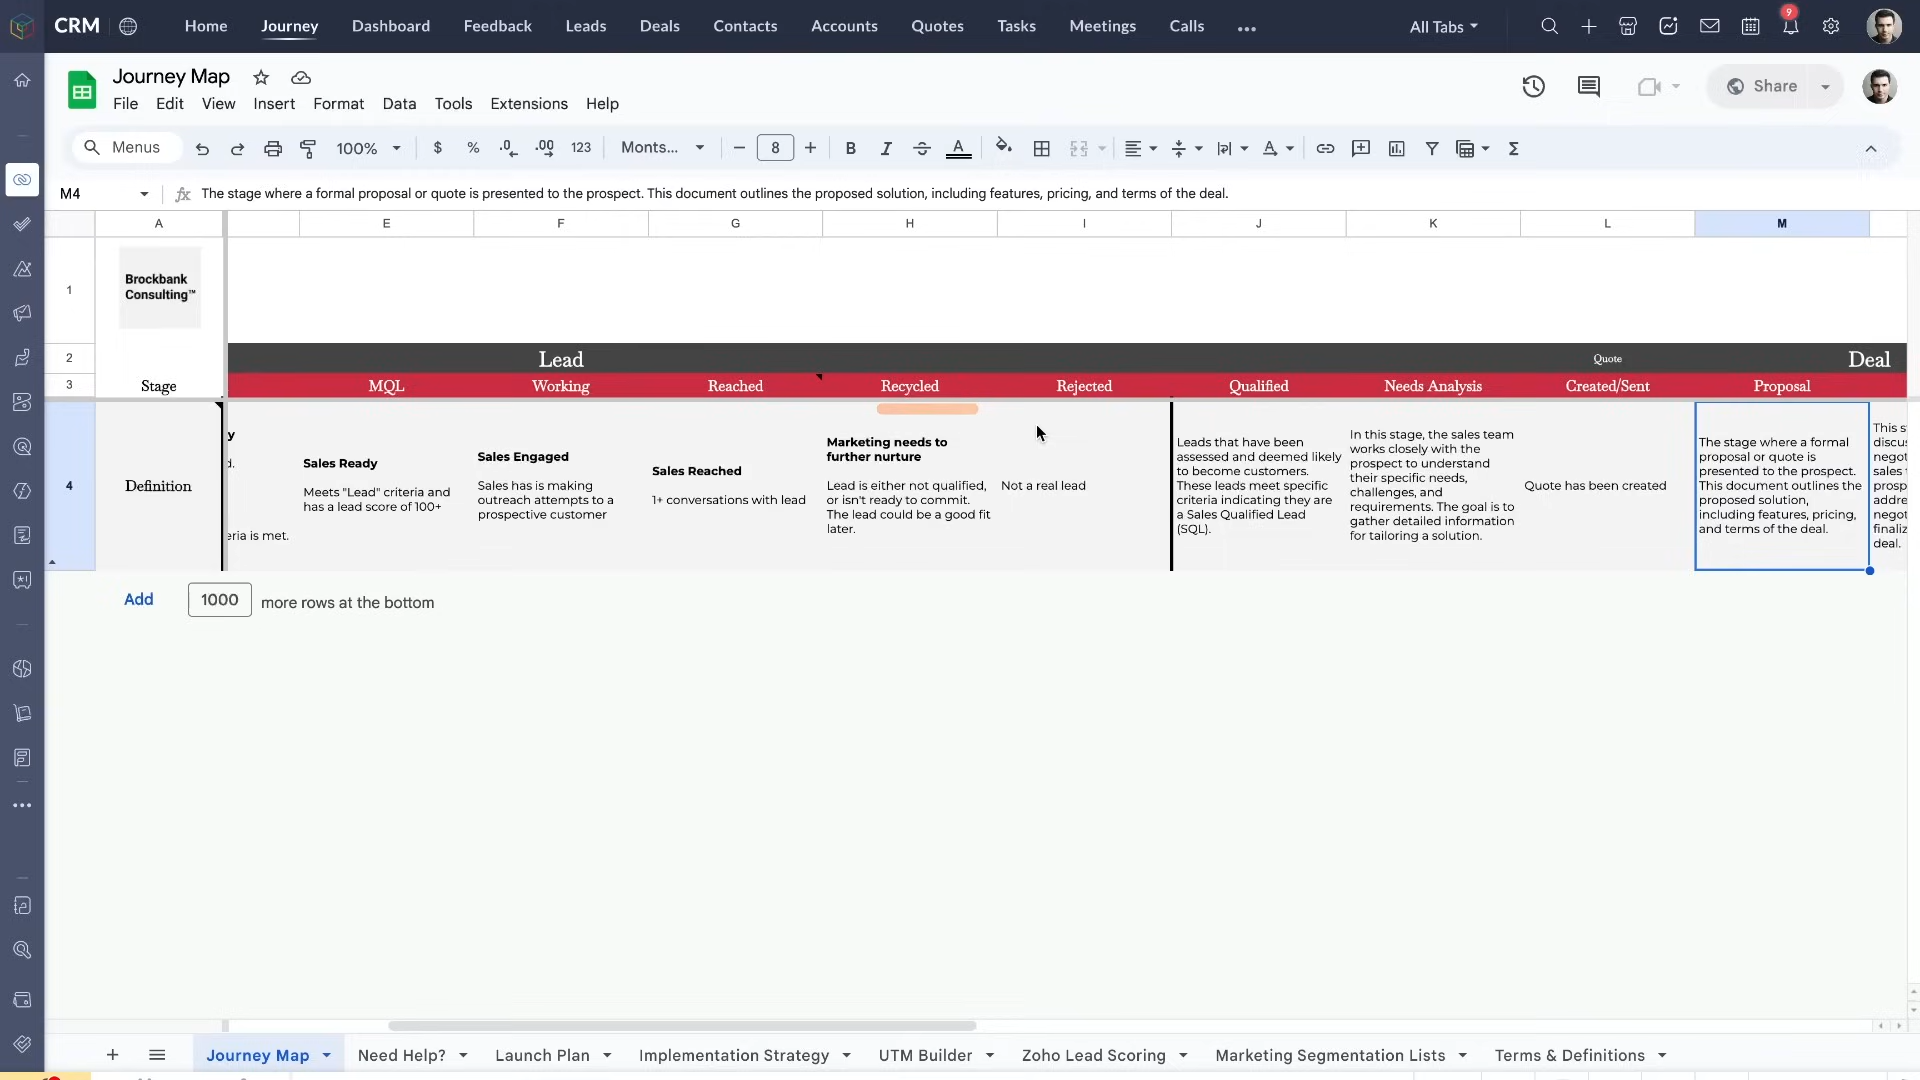 CRM
Home
Journey
Dashboard
Feedback
Leads
Deals
Contacts
Accounts
Quotes
Tasks
Meetings
Calls
All Tabs
9
Journey Map
File
Edit
View
Insert
Format
Data
Tools
Extensions
Help
Share
Menus
100%
$
%
.0
.00
123
Monts...
8
B
I
A
A
M4
fx
The stage where a formal proposal or quote is presented to the prospect. This document outlines the proposed solution, including features, pricing, and terms of the deal.
A
E
F
G
H
I
J
K
L
M
1
Brockbank
Consulting™
2
Lead
Quote
Deal
3
Stage
MQL
Working
Reached
Recycled
Rejected
Qualified
Needs Analysis
Created/Sent
Proposal
4
Definition
y
d.
eria is met.
Sales Ready
Meets "Lead" criteria and
has a lead score of 100+
Sales Engaged
Sales has is making
outreach attempts to a
prospective customer
Sales Reached
1+ conversations with lead
Marketing needs to
further nurture
Lead is either not qualified,
or isn't ready to commit.
The lead could be a good fit
later.
Not a real lead
Leads that have been
assessed and deemed likely
to become customers.
These leads meet specific
criteria indicating they are
a Sales Qualified Lead
(SQL).
In this stage, the sales team
works closely with the
prospect to understand
their specific needs,
challenges, and
requirements. The goal is to
gather detailed information
for tailoring a solution.
Quote has been created
The stage where a formal
proposal or quote is
presented to the prospect.
This document outlines the
proposed solution,
including features, pricing,
and terms of the deal.
This s
discu
negot
sales
prosp
addre
negot
finaliz
deal.
Add
1000
more rows at the bottom
Journey Map
Need Help?
Launch Plan
Implementation Strategy
UTM Builder
Zoho Lead Scoring
Marketing Segmentation Lists
Terms & Definitions